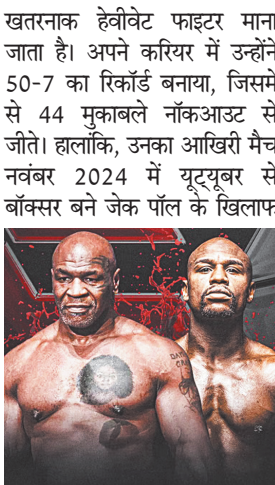 खतरनाक हेवीवेट फाइटर माना
जाता है। अपने करियर में उन्होंने
50-7 का रिकॉर्ड बनाया, जिसमें
से 44 मुकाबले नॉकआउट से
जीते। हालांकि, उनका आखिरी मैच
नवंबर 2024 में यूट्यूबर से
बॉक्सर बने जेक पॉल के खिलाफ